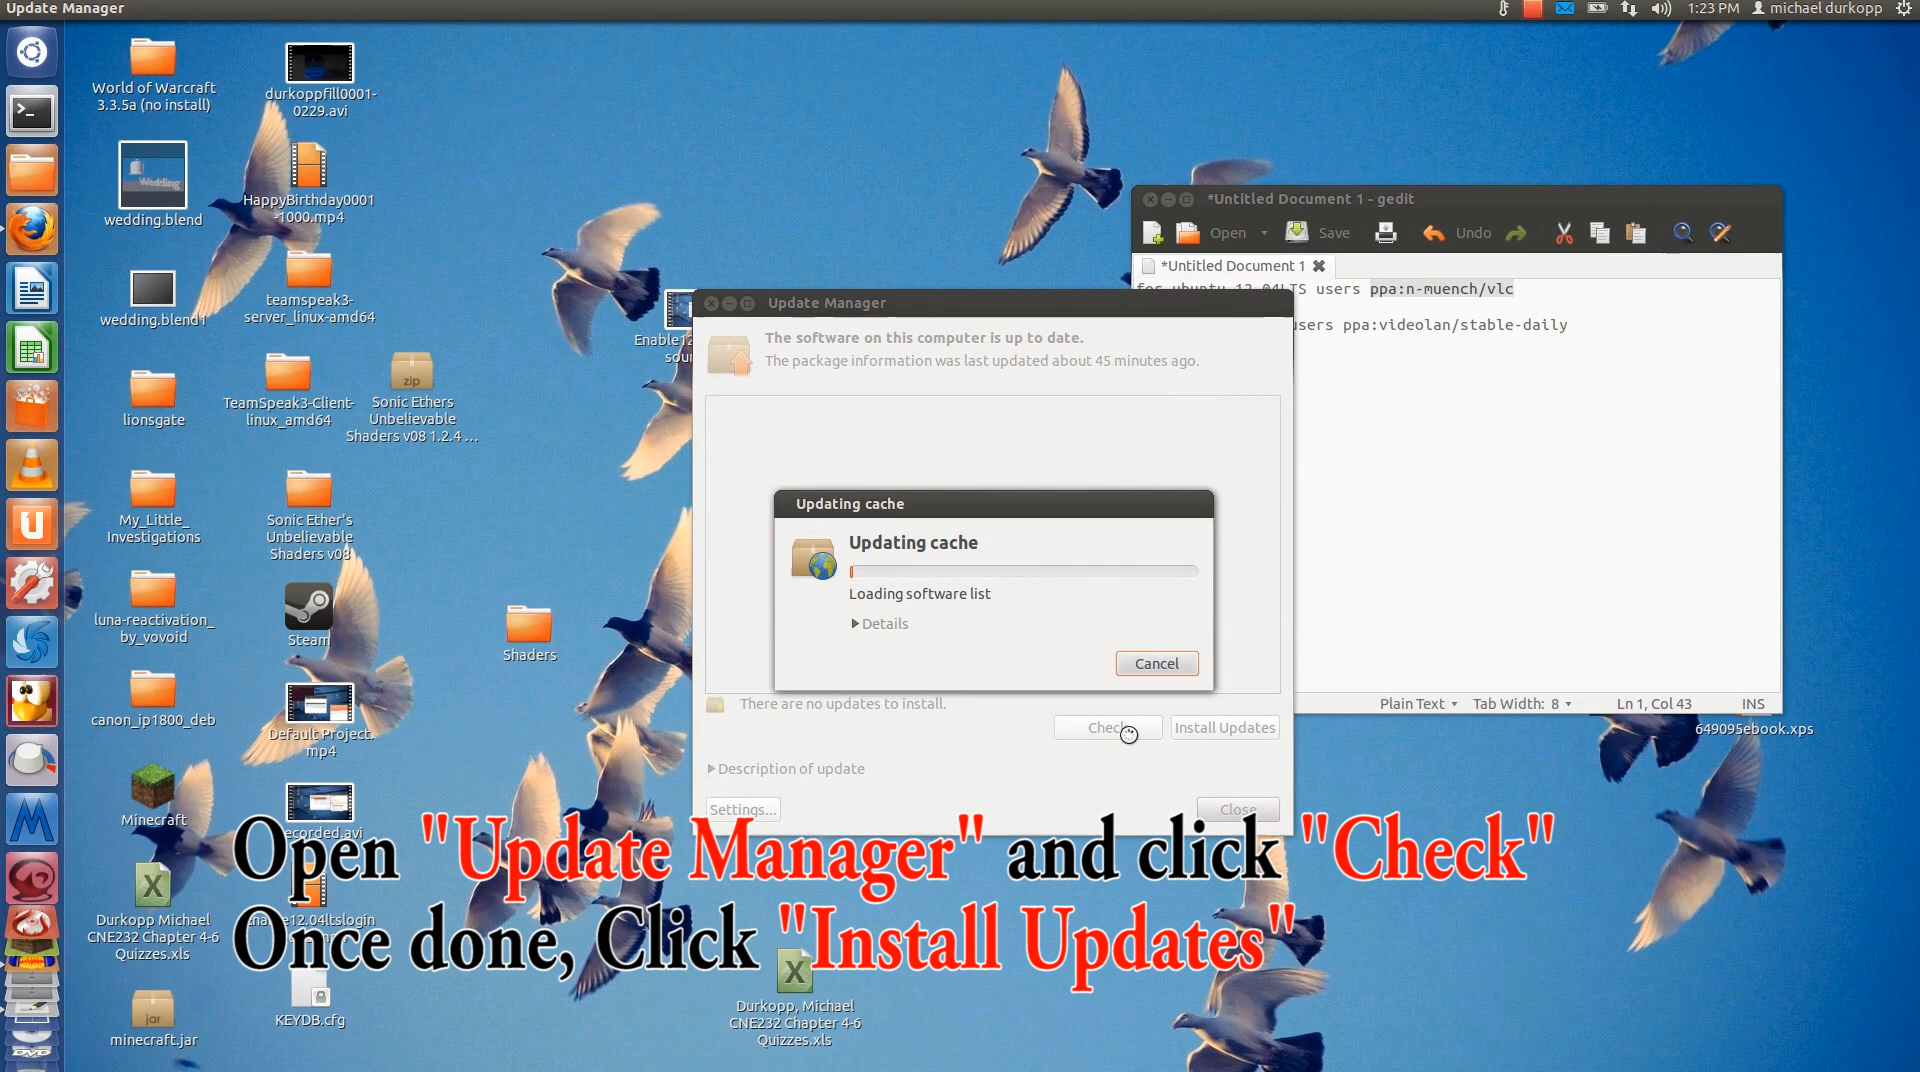 Update Manager
1:23 PM
michael durkopp
World of Warcraft
3.3.5a (no install)
durkoppfill0001-
0229.avi
Wedding
wedding.blend
HappyBirthday0001
-1000.mp4
wedding.blend1
teamspeak3-
server_linux-amd64
lionsgate
TeamSpeak3-Client-
linux_amd64
zip
Sonic Ethers
Unbelievable
Shaders v08 1.2.4 ...
My_Little_
Investigations
Sonic Ether's
Unbelievable
Shaders v08
luna-reactivation_
by_vovoid
Steam
Shaders
canon_ip1800_deb
Default Project.
mp4
Minecraft
Durkopp Michael
CNE232 Chapter 4-6
Quizzes.xls
jar
minecraft.jar
KEYDB.cfg
Durkopp, Michael
CNE232 Chapter 4-6
Quizzes.xls
649095ebook.xps
*Untitled Document 1 - gedit
Open
Save
Undo
*Untitled Document 1
users ppa:n-muench/vlc
users ppa:videolan/stable-daily
Plain Text
Tab Width: 8
Ln 1, Col 43
INS
Update Manager
The software on this computer is up to date.
The package information was last updated about 45 minutes ago.
Updating cache
Updating cache
Loading software list
Details
Cancel
There are no updates to install.
Check
Install Updates
Description of update
Settings...
Close
Open "Update Manager" and click "Check"
Once done, Click "Install Updates"